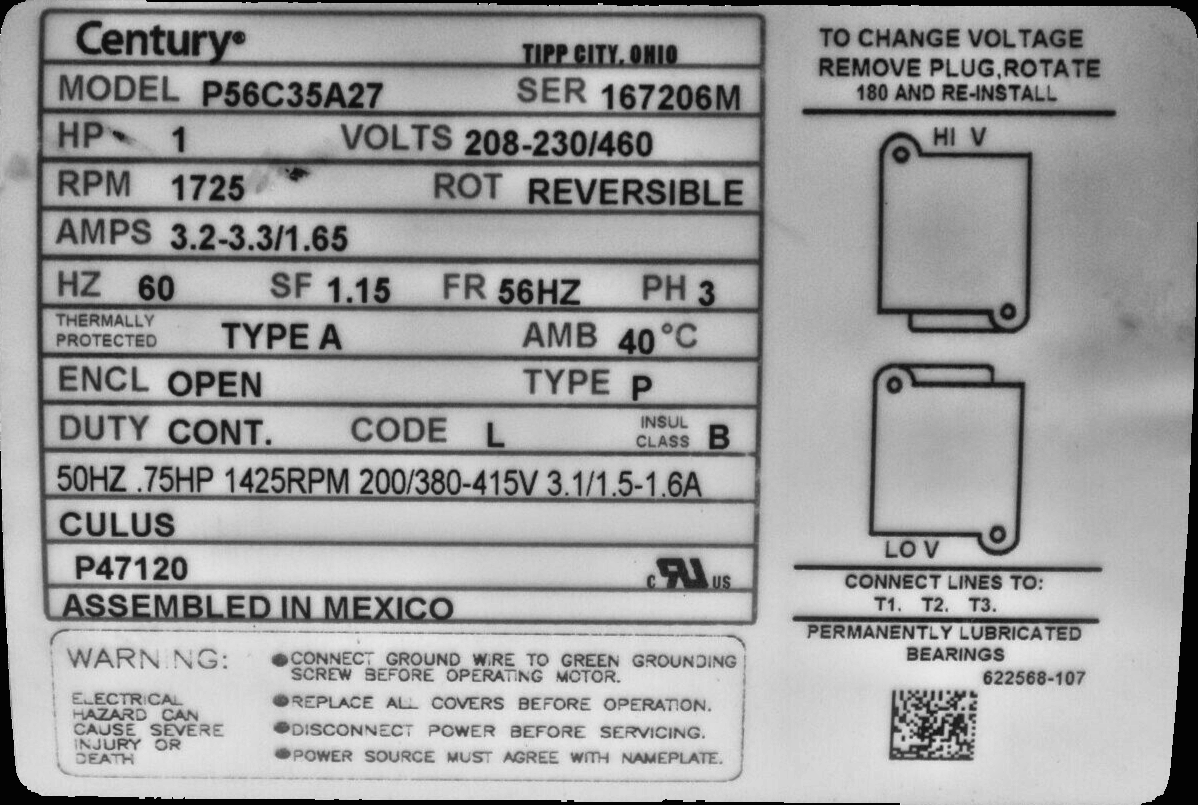 Century®
TIPP CITY, OHIO
MODEL P56C35A27 SER 167206M
HP 1 VOLTS 208-230/460
RPM 1725 ROT REVERSIBLE
AMPS 3.2-3.3/1.65
HZ 60 SF 1.15 FR 56HZ PH 3
THERMALLY
PROTECTED TYPE A AMB 40 °C
ENCL OPEN TYPE P
DUTY CONT. CODE L INSUL
CLASS B
50HZ .75HP 1425RPM 200/380-415V 3.1/1.5-1.6A
CULUS
P47120
C RU US
ASSEMBLED IN MEXICO
WARNING:
ELECTRICAL
HAZARD CAN
CAUSE SEVERE
INJURY OR
DEATH
●CONNECT GROUND WIRE TO GREEN GROUNDING
SCREW BEFORE OPERATING MOTOR.
●REPLACE ALL COVERS BEFORE OPERATION.
●DISCONNECT POWER BEFORE SERVICING.
●POWER SOURCE MUST AGREE WITH NAMEPLATE.
TO CHANGE VOLTAGE
REMOVE PLUG,ROTATE
180 AND RE-INSTALL
HI V
LO V
CONNECT LINES TO:
T1. T2. T3.
PERMANENTLY LUBRICATED
BEARINGS
622568-107